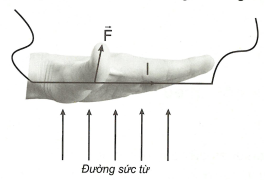 F
I
Đường sức từ